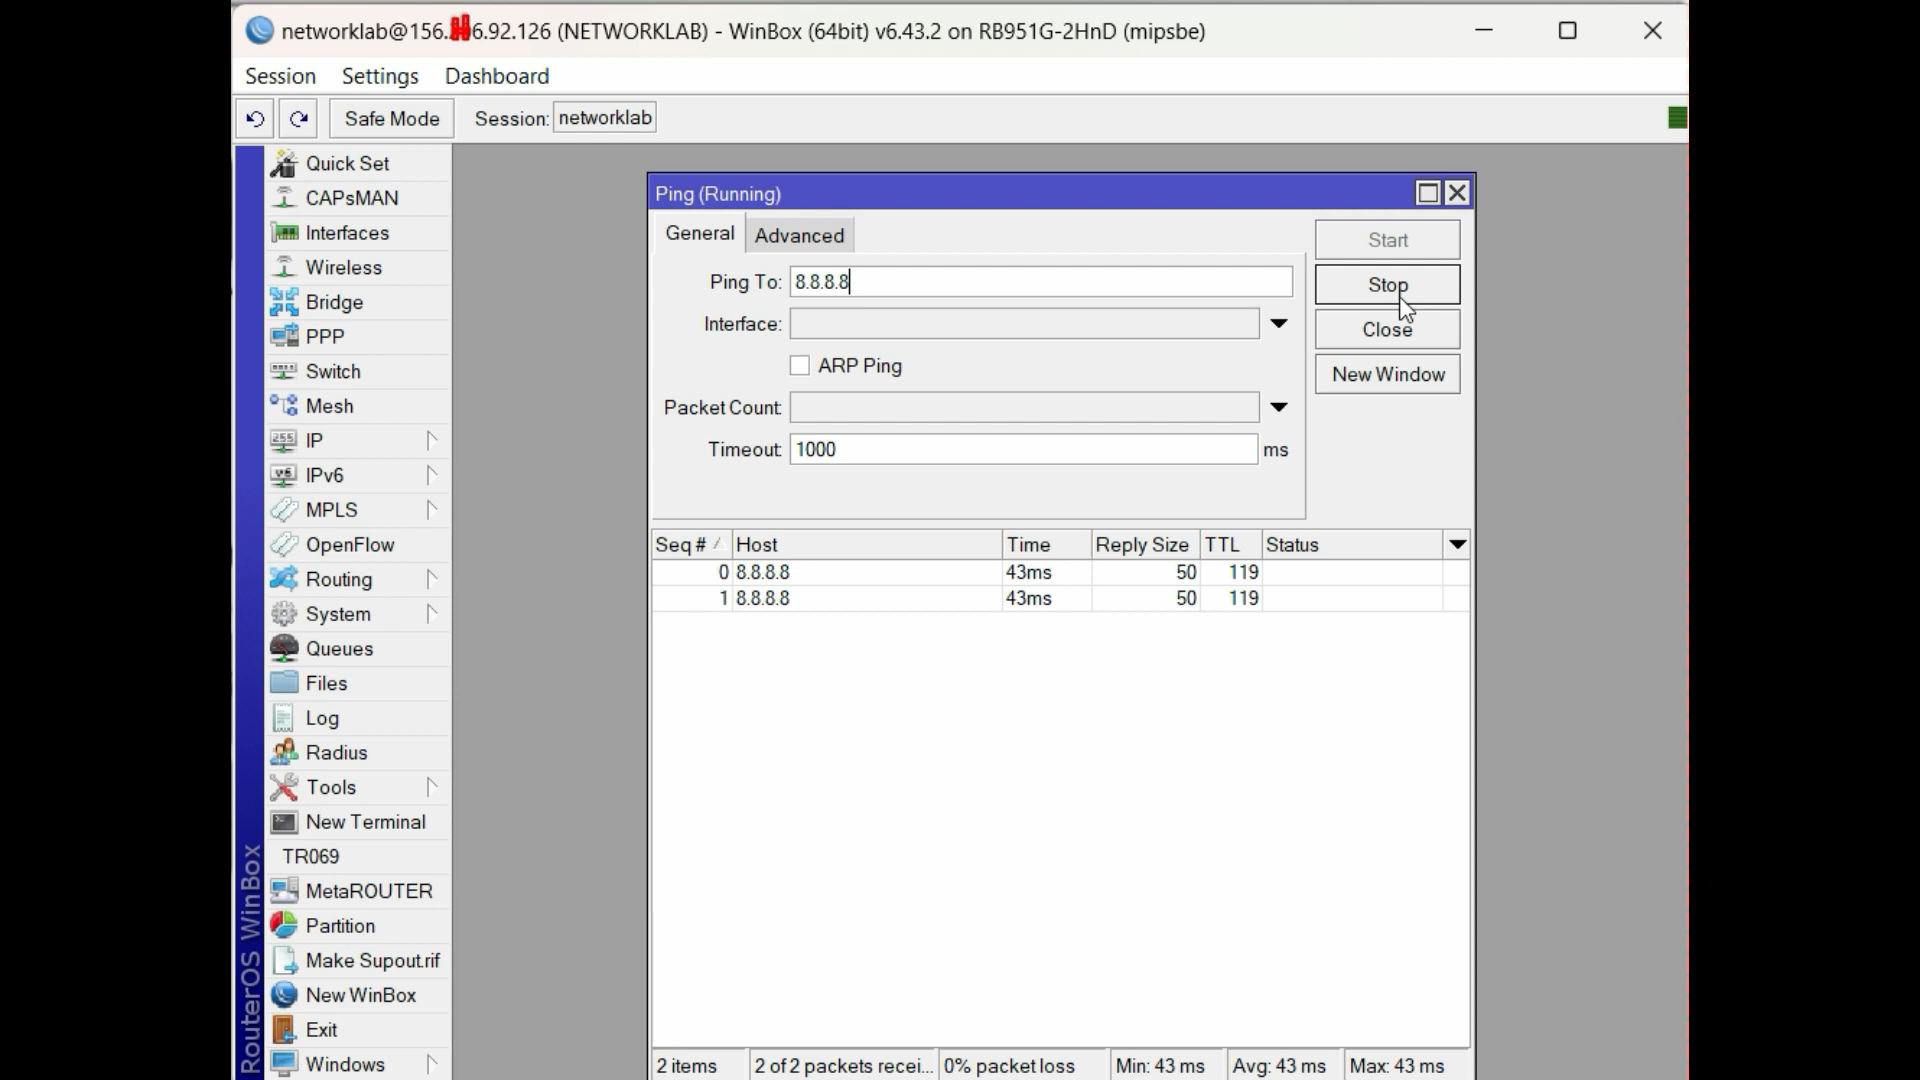 networklab@156.6.92.126 (NETWORKLAB) - WinBox (64bit) v6.43.2 on RB951G-2HnD (mipsbe)
Session Settings Dashboard
Safe Mode Session: networklab
Quick Set
CAPsMAN
Interfaces
Wireless
Bridge
PPP
Switch
Mesh
IP
IPv6
MPLS
OpenFlow
Routing
System
Queues
Files
Log
Radius
Tools
New Terminal
TR069
MetaROUTER
Partition
Make Supout.rif
New WinBox
Exit
Windows
RouterOS WinBox
Ping (Running)
General Advanced
Ping To: 8.8.8.8
Interface:
ARP Ping
Packet Count:
Timeout: 1000 ms
Start
Stop
Close
New Window
Seq # Host Time Reply Size TTL Status
0 8.8.8.8 43ms 50 119
1 8.8.8.8 43ms 50 119
2 items 2 of 2 packets recei... 0% packet loss Min: 43 ms Avg: 43 ms Max: 43 ms